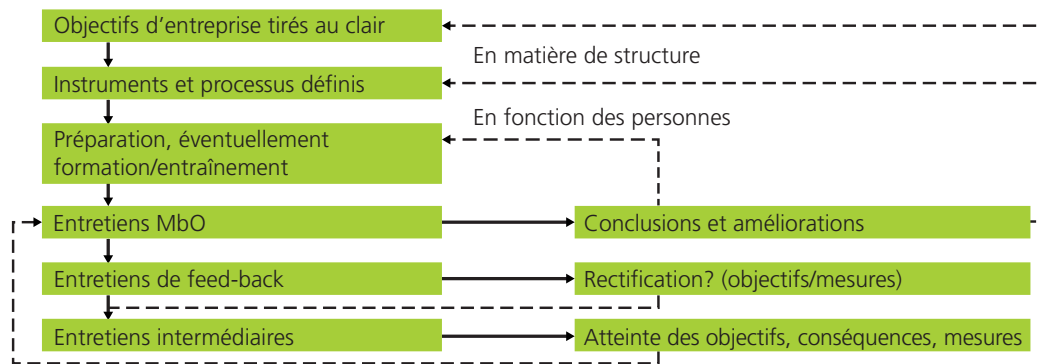 Objectifs d'entreprise tirés au clair
En matière de structure
Instruments et processus définis
En fonction des personnes
Préparation, éventuellement
formation/entraînement
Entretiens MbO
Conclusions et améliorations
Entretiens de feed-back
Rectification? (objectifs/mesures)
Entretiens intermédiaires
Atteinte des objectifs, conséquences, mesures